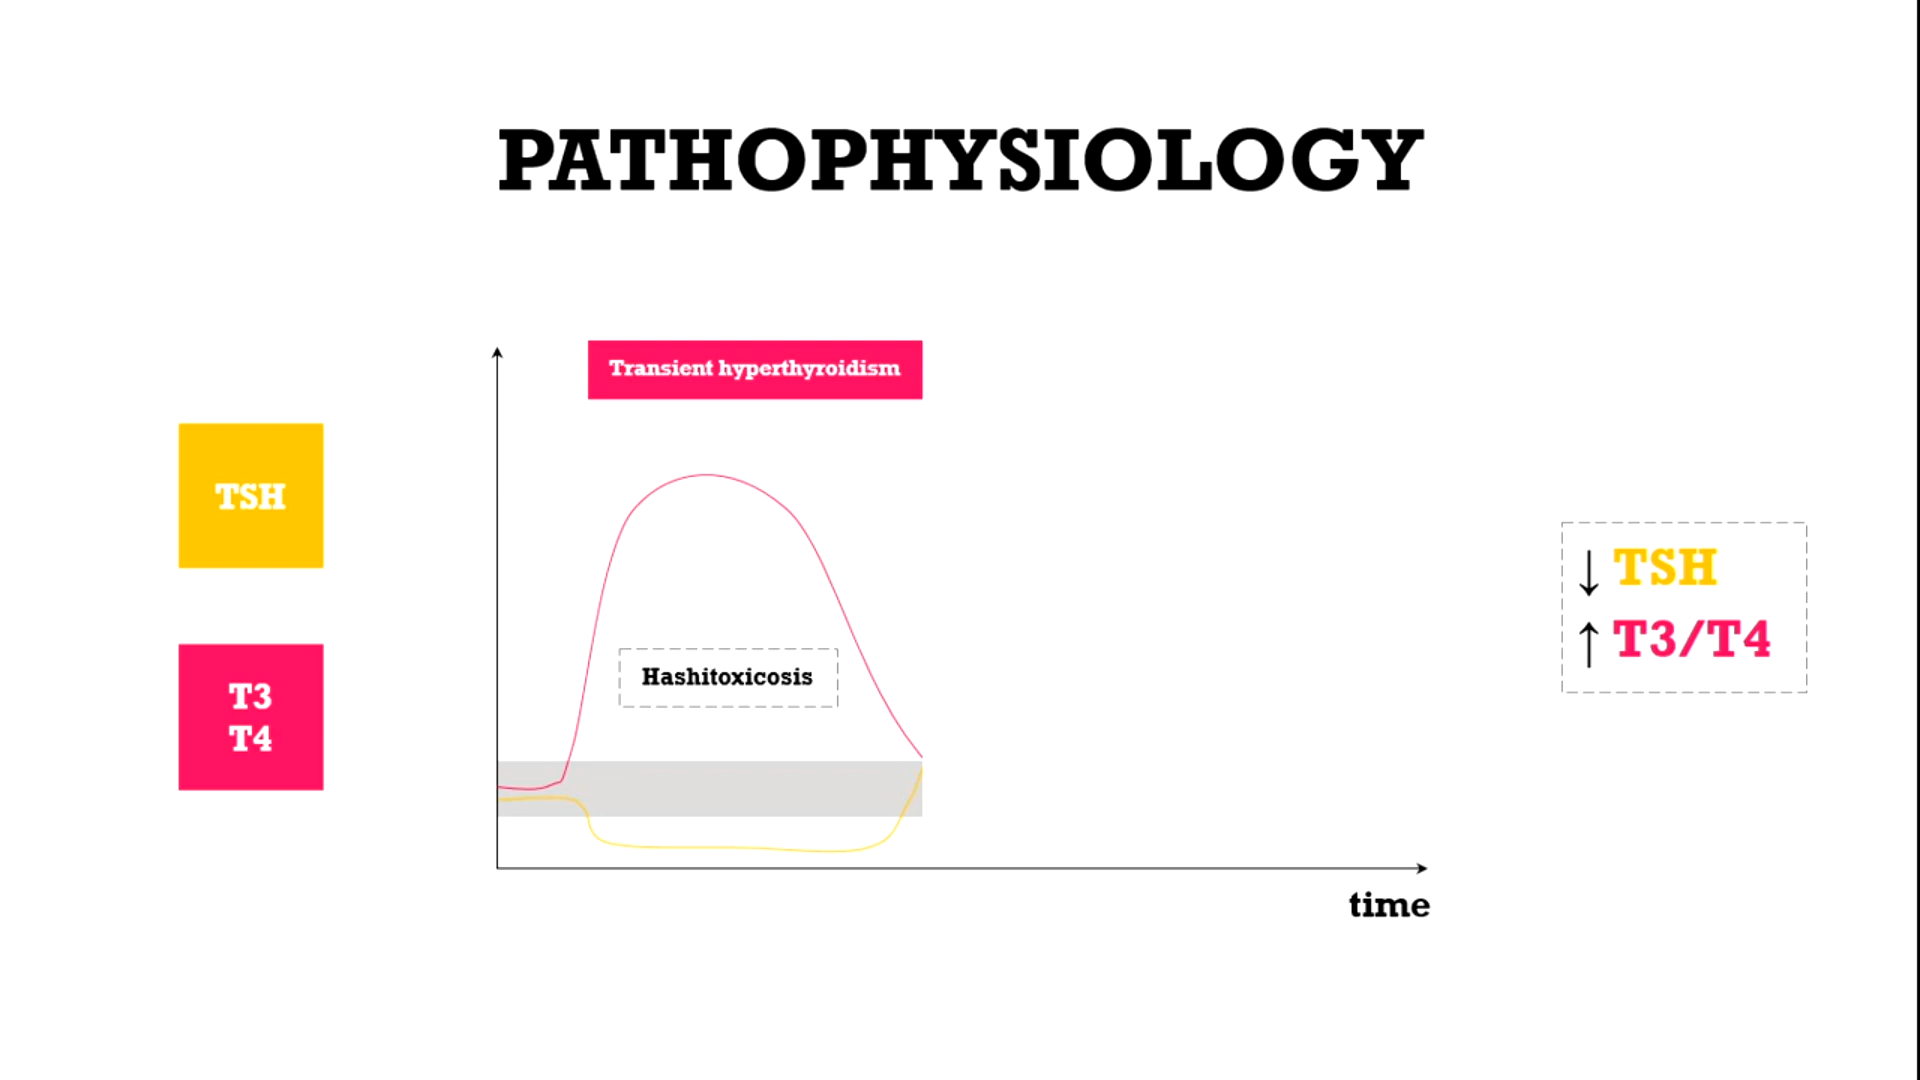 PATHOPHYSIOLOGY
Transient hyperthyroidism
TSH
T3
T4
Hashitoxicosis
↓ TSH
↑ T3/T4
time